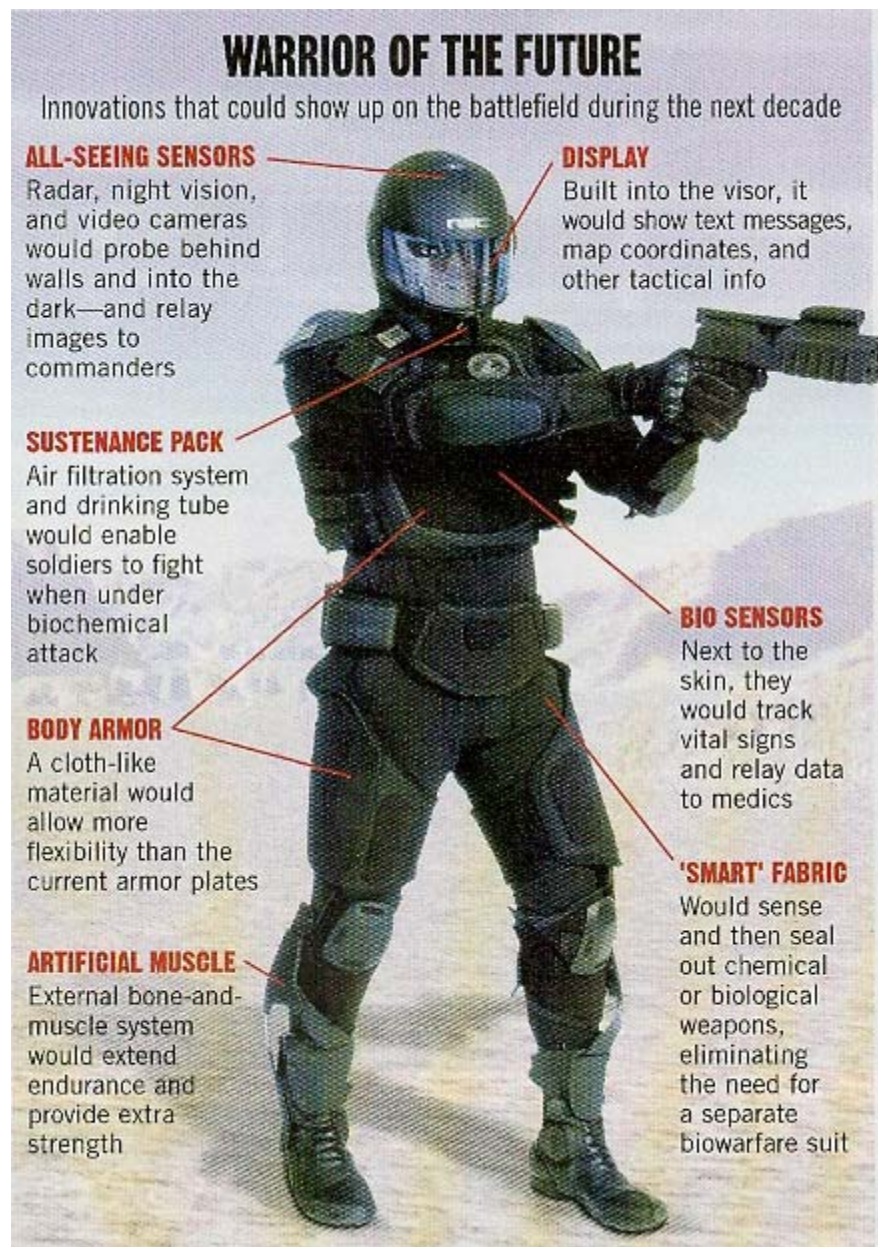 WARRIOR OF THE FUTURE
Innovations that could show up on the battlefield during the next decade
ALL-SEEING SENSORS
Radar, night vision,
and video cameras
would probe behind
walls and into the
dark—and relay
images to
commanders
DISPLAY
Built into the visor, it
would show text messages,
map coordinates, and
other tactical info
SUSTENANCE PACK
Air filtration system
and drinking tube
would enable
soldiers to fight
when under
biochemical
attack
BIO SENSORS
Next to the
skin, they
would track
vital signs
and relay data
to medics
BODY ARMOR
A cloth-like
material would
allow more
flexibility than the
current armor plates
'SMART' FABRIC
Would sense
and then seal
out chemical
or biological
weapons,
eliminating
the need for
a separate
biowarfare suit
ARTIFICIAL MUSCLE
External bone-and-
muscle system
would extend
endurance and
provide extra
strength